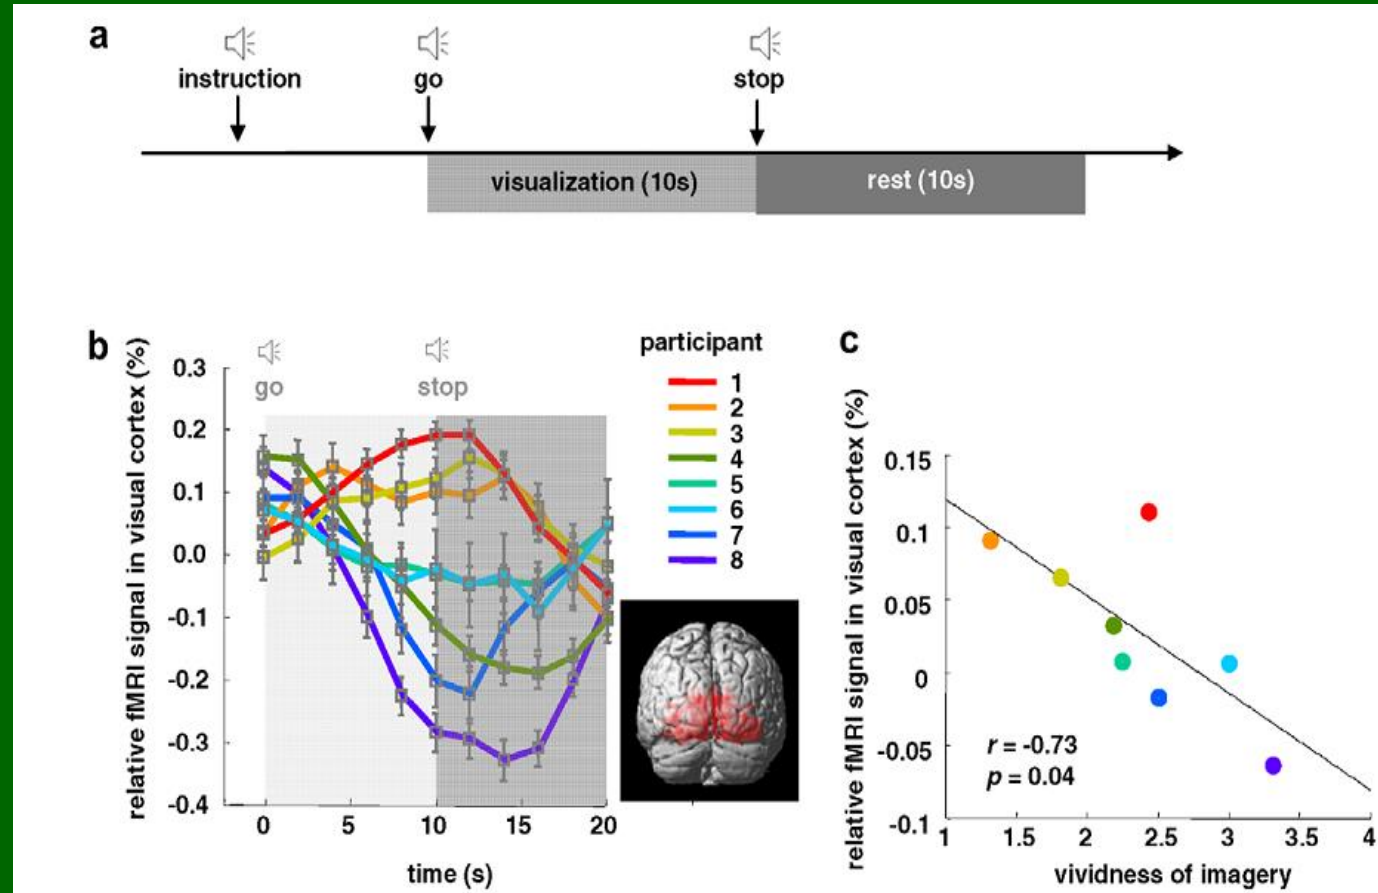 a
instruction go stop
visualization (10s) rest (10s)
b
relative fMRI signal in visual cortex (%)
0.3
0.2
0.1
0.0
-0.1
-0.2
-0.3
-0.4
go stop
0 5 10 15 20
time (s)
participant
1
2
3
4
5
6
7
8
c
relative fMRI signal in visual cortex (%)
0.15
0.1
0.05
0
-0.05
-0.1
r = -0.73
p = 0.04
1 1.5 2 2.5 3 3.5 4
vividness of imagery